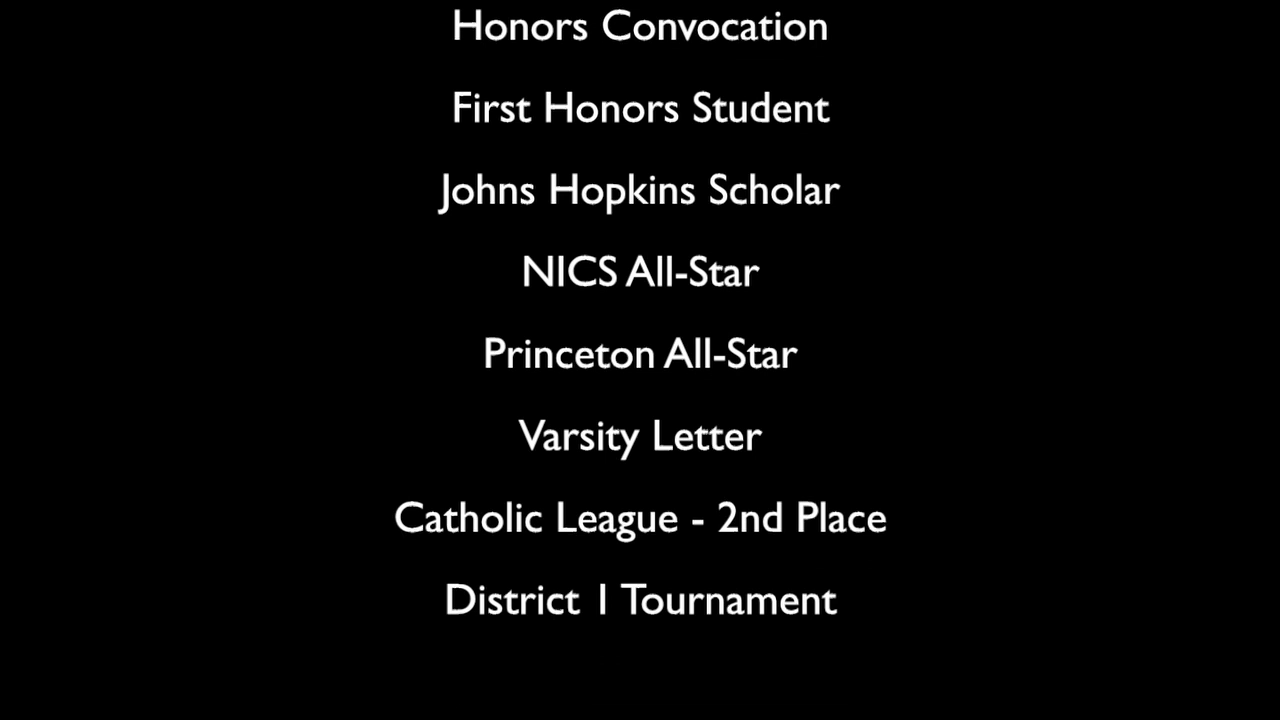 Honors Convocation
First Honors Student
Johns Hopkins Scholar
NICS All-Star
Princeton All-Star
Varsity Letter
Catholic League - 2nd Place
District 1 Tournament